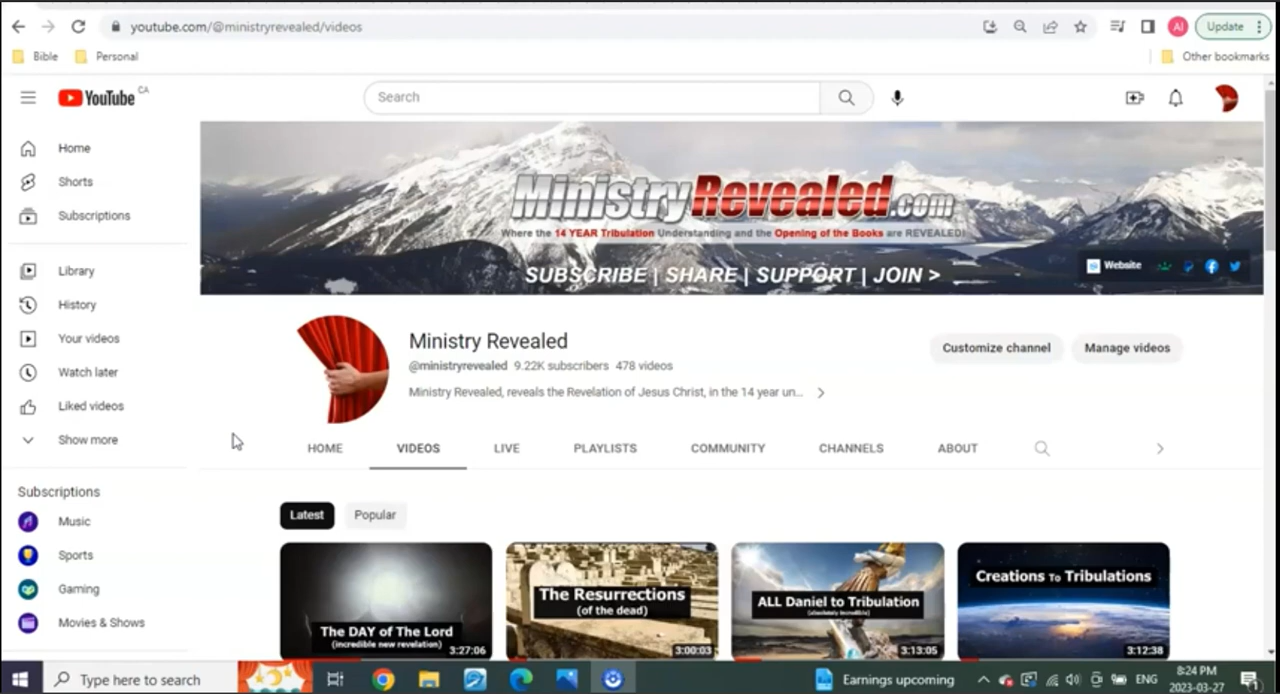 youtube.com/@ministryrevealed/videos
AI
Update
Bible
Personal
Other bookmarks
YouTube CA
Search
Home
Shorts
Subscriptions
Library
History
Your videos
Watch later
Liked videos
Show more
Subscriptions
Music
Sports
Gaming
Movies & Shows
MinistryRevealed.com
Where the 14 YEAR Tribulation Understanding and the Opening of the Books are REVEALED!
SUBSCRIBE | SHARE | SUPPORT | JOIN >
Website
Ministry Revealed
@ministryrevealed 9.22K subscribers 478 videos
Ministry Revealed, reveals the Revelation of Jesus Christ, in the 14 year un...
Customize channel
Manage videos
HOME
VIDEOS
LIVE
PLAYLISTS
COMMUNITY
CHANNELS
ABOUT
Latest
Popular
The DAY of The Lord
(incredible new revelation)
3:27:06
The Resurrections
(of the dead)
3:00:03
ALL Daniel to Tribulation
(absolutely incredible)
3:13:05
Creations To Tribulations
3:12:38
Type here to search
Earnings upcoming
ENG
8:24 PM
2023-03-27
1